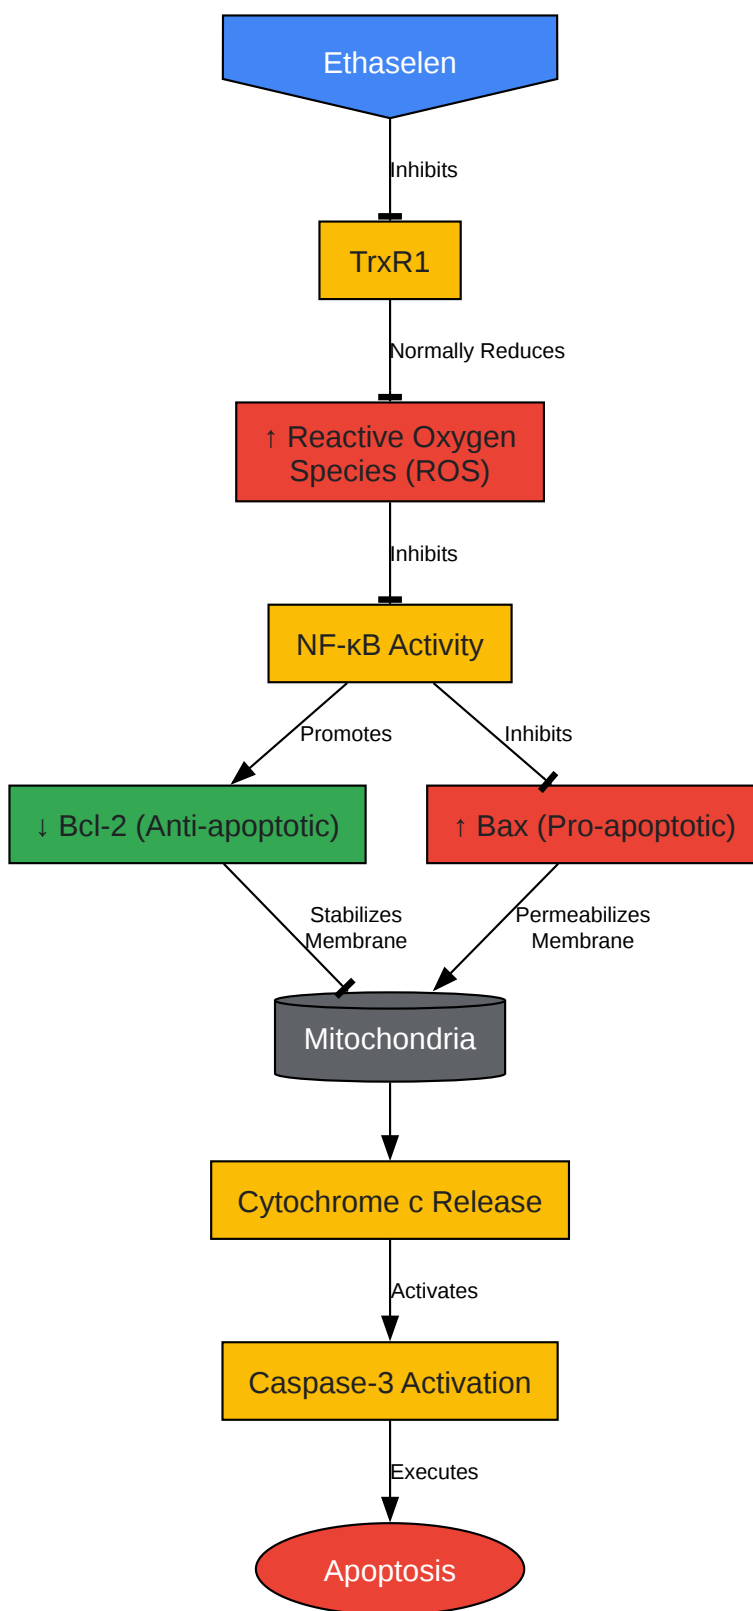 Ethaselen
Inhibits
TrxR1
Normally Reduces
↑ Reactive Oxygen
Species (ROS)
Inhibits
NF-κB Activity
Promotes
Inhibits
↓ Bcl-2 (Anti-apoptotic)
↑ Bax (Pro-apoptotic)
Stabilizes
Membrane
Permeabilizes
Membrane
Mitochondria
Cytochrome c Release
Activates
Caspase-3 Activation
Executes
Apoptosis